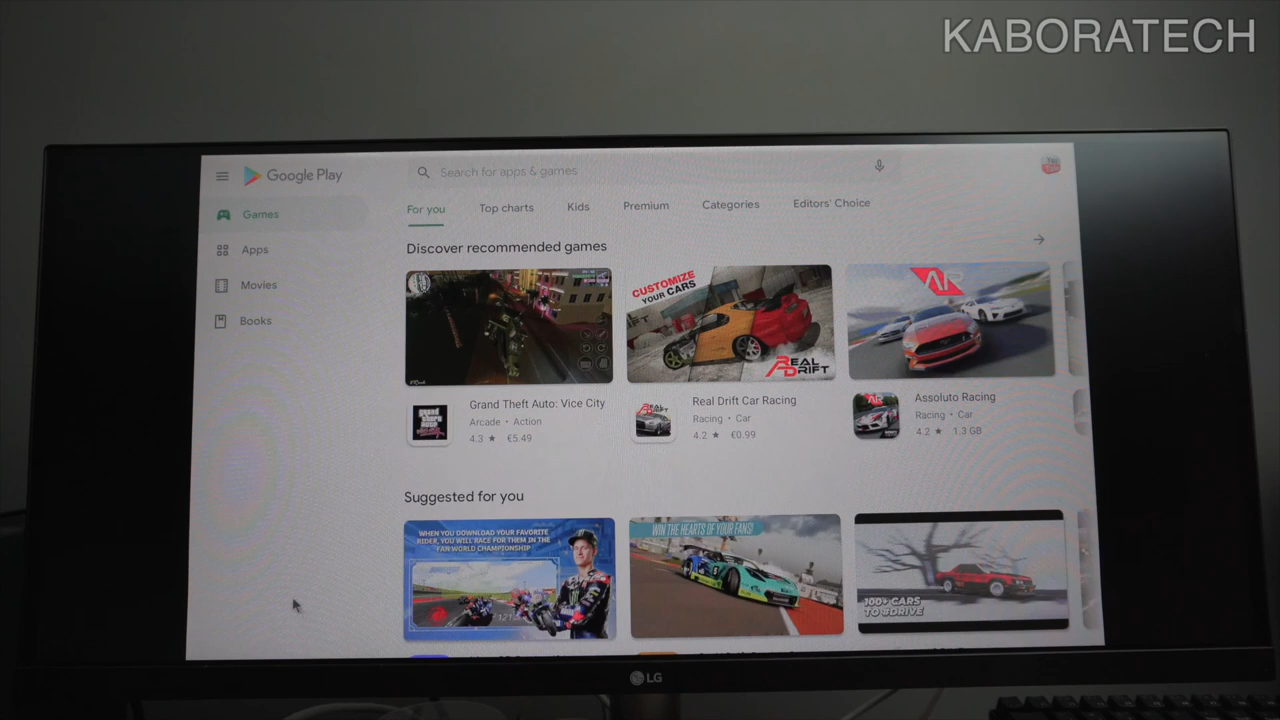 KABORATECH
Google Play
Search for apps & games
Games
Apps
Movies
Books
For you
Top charts
Kids
Premium
Categories
Editors' Choice
Discover recommended games
CUSTOMIZE
YOUR CARS
REAL
DRIFT
AR
Grand Theft Auto: Vice City
Arcade • Action
4.3 ★ €5.49
Real Drift Car Racing
Racing • Car
4.2 ★ €0.99
Assoluto Racing
Racing • Car
4.2 ★ 1.3 GB
Suggested for you
WHEN YOU DOWNLOAD YOUR FAVORITE
RIDER, YOU WILL RACE FOR THEM IN THE
FAN WORLD CHAMPIONSHIP
WIN THE HEARTS OF YOUR FANS!
100+ CARS
TO #DRIVE
LG